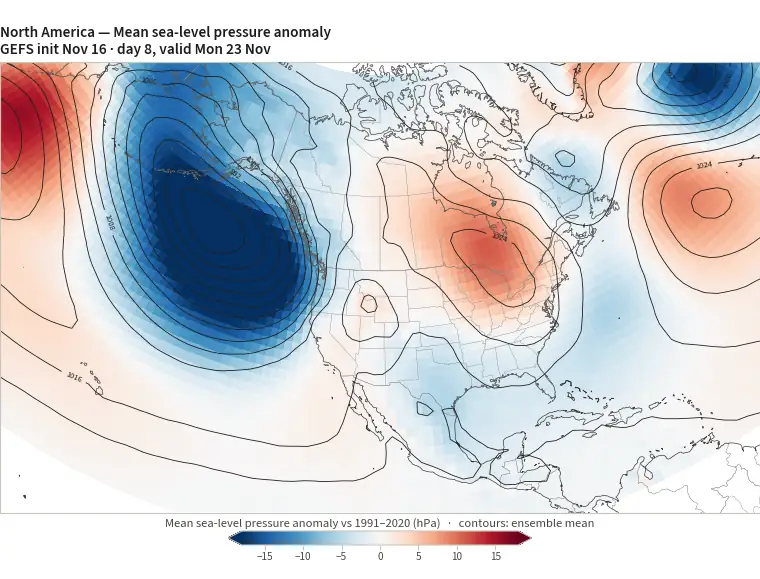 North America — Mean sea-level pressure anomaly
GEFS init Nov 16 · day 8, valid Mon 23 Nov
1016
1024
1008
1024
1016
Mean sea-level pressure anomaly vs 1991–2020 (hPa) · contours: ensemble mean
−15 −10 −5 0 5 10 15